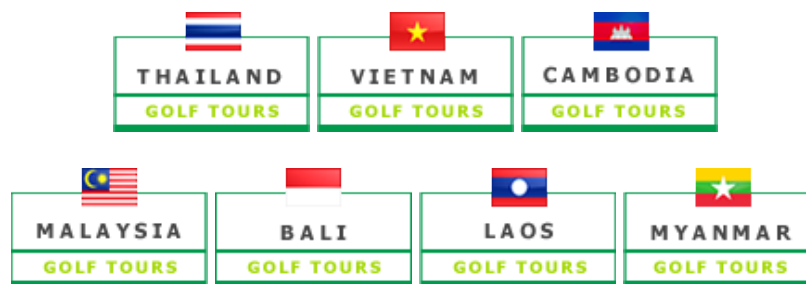 THAILAND
GOLF TOURS
VIETNAM
GOLF TOURS
CAMBODIA
GOLF TOURS
MALAYSIA
GOLF TOURS
BALI
GOLF TOURS
LAOS
GOLF TOURS
MYANMAR
GOLF TOURS